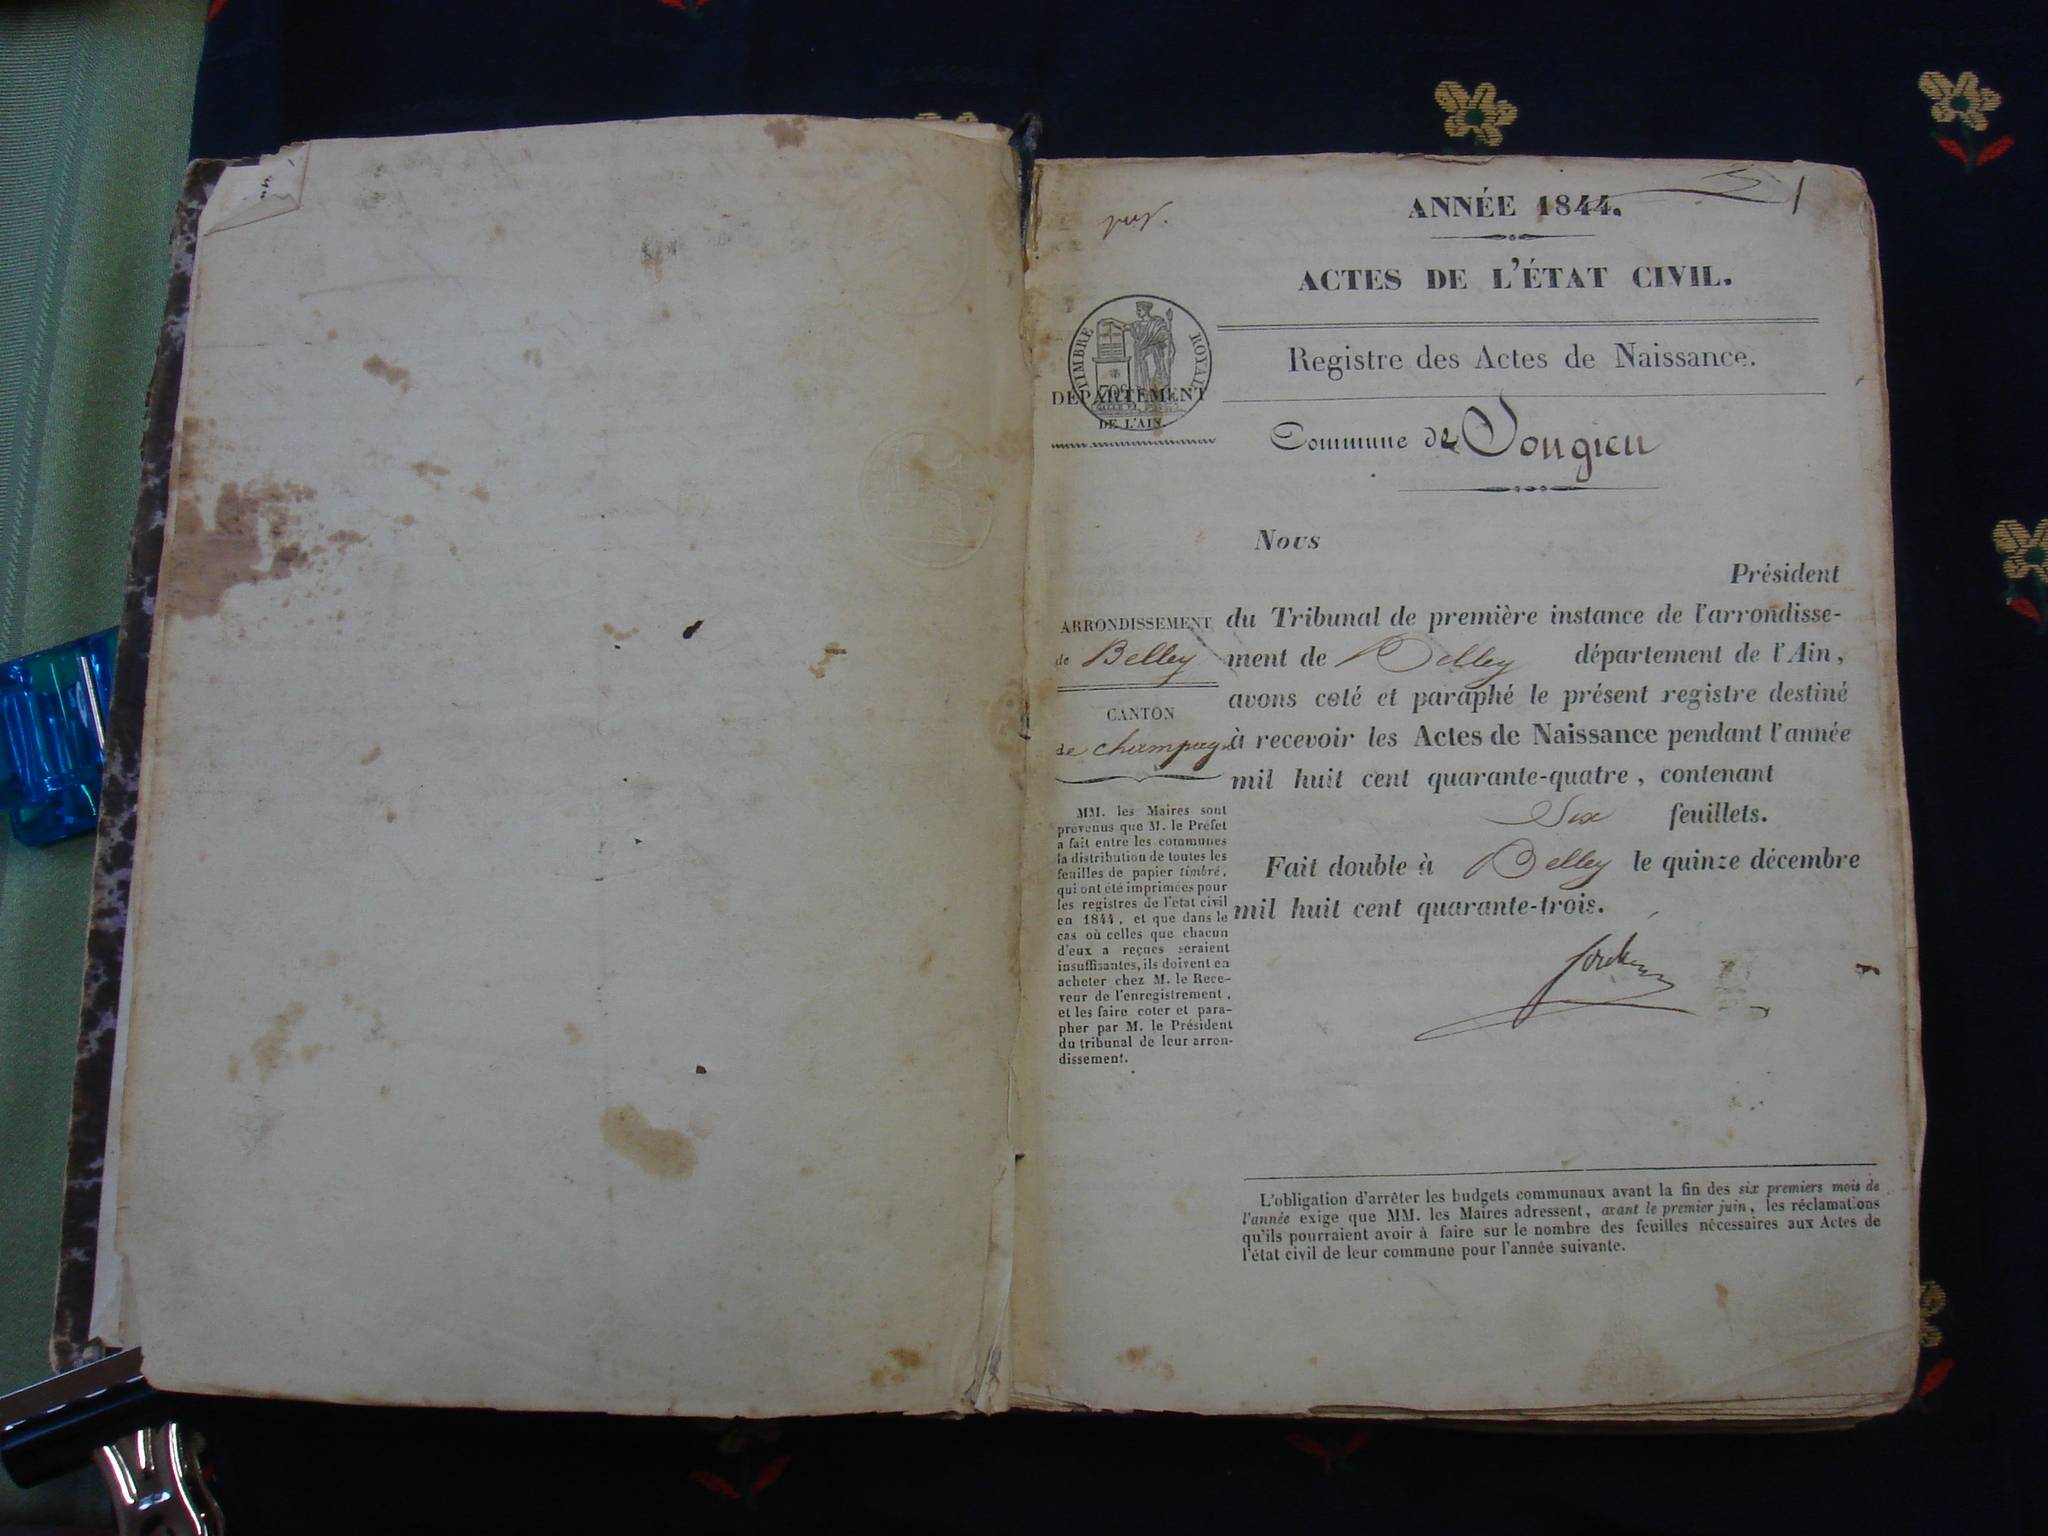 ANNÉE 1844.
1
ACTES DE L'ÉTAT CIVIL.
TIMBRE ROYAL
70c
DÉPARTEMENT
DE L'AIN.
Registre des Actes de Naissance.
Commune de Vongieu
Nous
Président
du Tribunal de première instance de l'arrondisse-
ment de Belley département de l'Ain,
avons coté et paraphé le présent registre destiné
à recevoir les Actes de Naissance pendant l'année
mil huit cent quarante-quatre, contenant
Six feuillets.
Fait double à Belley le quinze décembre
mil huit cent quarante-trois.
ARRONDISSEMENT
de Belley
CANTON
de champagne
MM. les Maires sont
prévenus que M. le Préfet
a fait entre les communes
la distribution de toutes les
feuilles de papier timbré,
qui ont été imprimées pour
les registres de l'état civil
en 1844, et que dans le
cas où celles que chacun
d'eux a reçues seraient
insuffisantes, ils doivent en
acheter chez M. le Rece-
veur de l'enregistrement,
et les faire coter et para-
pher par M. le Président
du tribunal de leur arron-
dissement.
L'obligation d'arrêter les budgets communaux avant la fin des six premiers mois de
l'année exige que MM. les Maires adressent, avant le premier juin, les réclamations
qu'ils pourraient avoir à faire sur le nombre des feuilles nécessaires aux Actes de
l'état civil de leur commune pour l'année suivante.